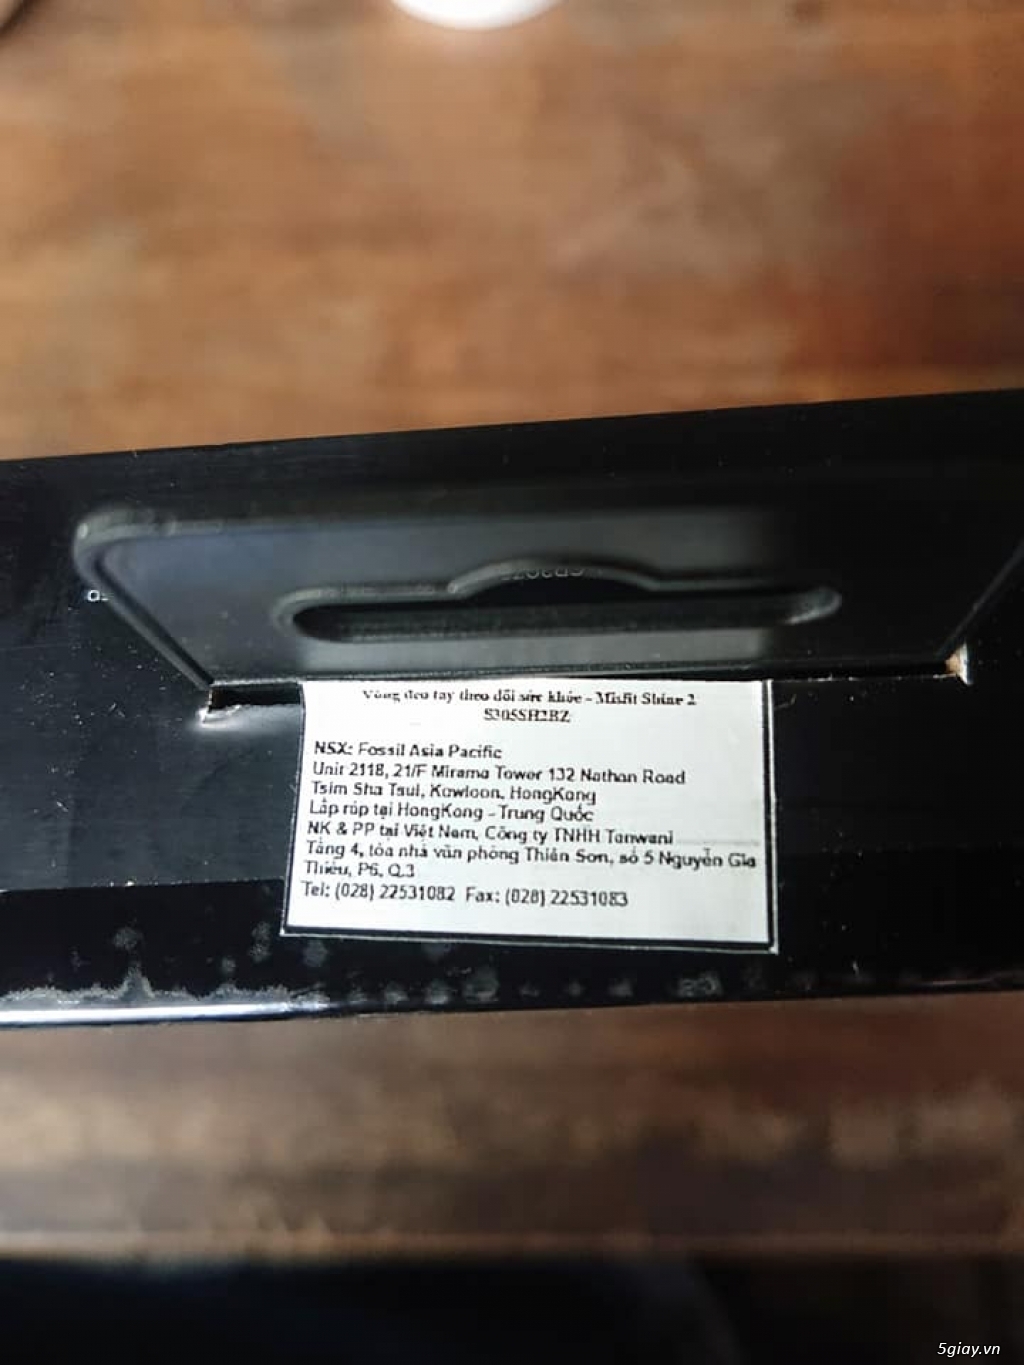 Vòng đeo tay theo dõi sức khỏe - Misfit Shine 2
S305SH2BZ
NSX: Fossil Asia Pacific
Unit 2118, 21/F Mirama Tower 132 Nathan Road
Tsim Sha Tsui, Kowloon, HongKong
Lắp ráp tại HongKong - Trung Quốc
NK & PP tại Việt Nam, Công ty TNHH Tanwani
Tầng 4, tòa nhà văn phòng Thiên Sơn, số 5 Nguyễn Gia
Thiều, P6, Q.3
Tel: (028) 22531082 Fax: (028) 22531083
5giay.vn